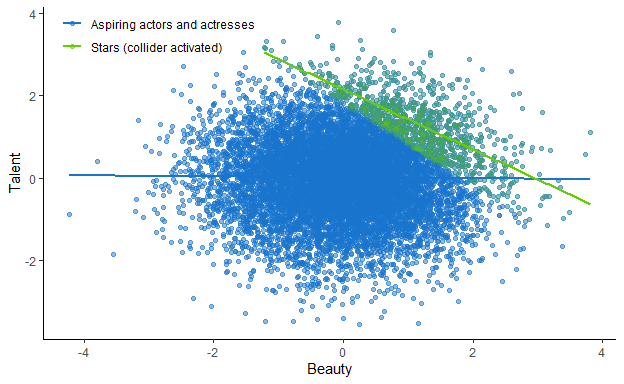 Aspiring actors and actresses
Stars (collider activated)
4
2
0
-2
Talent
-4
-2
0
2
4
Beauty